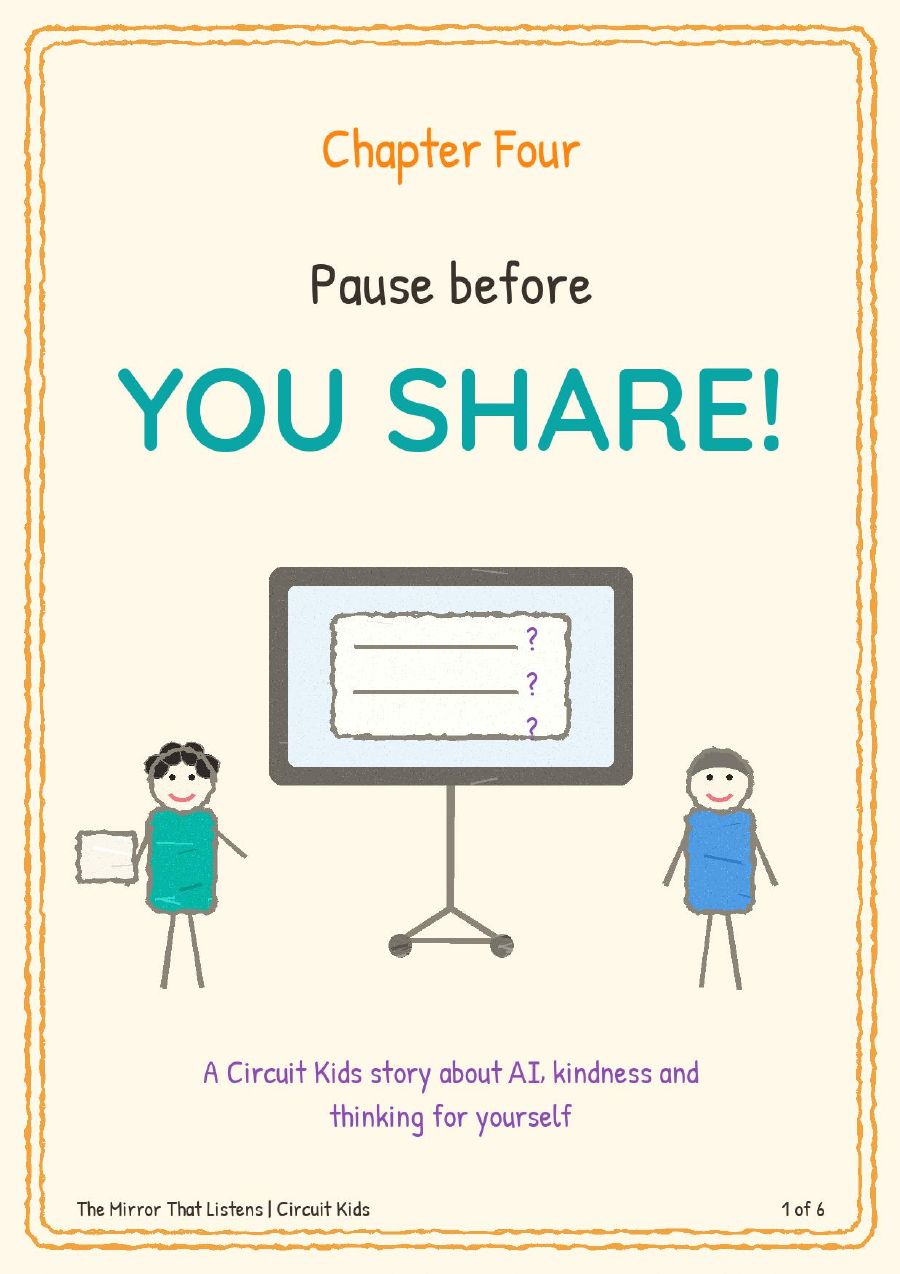 Chapter Four
Pause before
YOU SHARE!
?
?
?
A Circuit Kids story about AI, kindness and
thinking for yourself
The Mirror That Listens | Circuit Kids
1 of 6